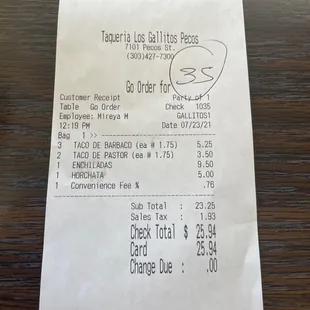 Taqueria Los Gallitos Pecos
7101 Pecos St.
(303)427-7300
35
Go Order for
Customer Receipt Party of 1
Table Go Order Check 1035
Employee: Mireya M GALLITOS1
12:19 PM Date 07/23/21
Bag 1 >>
3 TACO DE BARBACO (ea @ 1.75) 5.25
2 TACO DE PASTOR (ea @ 1.75) 3.50
1 ENCHILADAS 9.50
1 HORCHATA 5.00
1 Convenience Fee % .76
Sub Total : 23.25
Sales Tax : 1.93
Check Total $ 25.94
Card 25.94
Change Due : .00